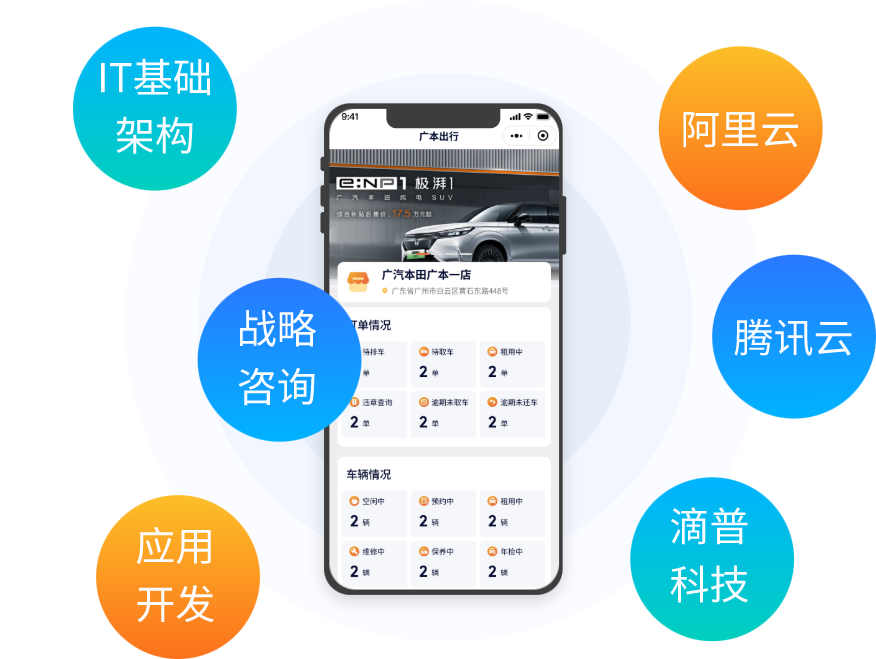 IT基础
架构
阿里云
战略
咨询
腾讯云
应用
开发
滴普
科技
9:41
广本出行
e:NP1 极湃1
广汽本田纯电SUV
综合补贴后售价:17.5万元起
广汽本田广本一店
广东省广州市白云区黄石东路448号
订单情况
待排车
待取车
租用中
单
2 单
2 单
违章查询
逾期未取车
逾期未还车
2 单
2 单
2 单
车辆情况
空闲中
预约中
租用中
2 辆
2 辆
2 辆
维修中
保养中
年检中
2 辆
2 辆
2 辆